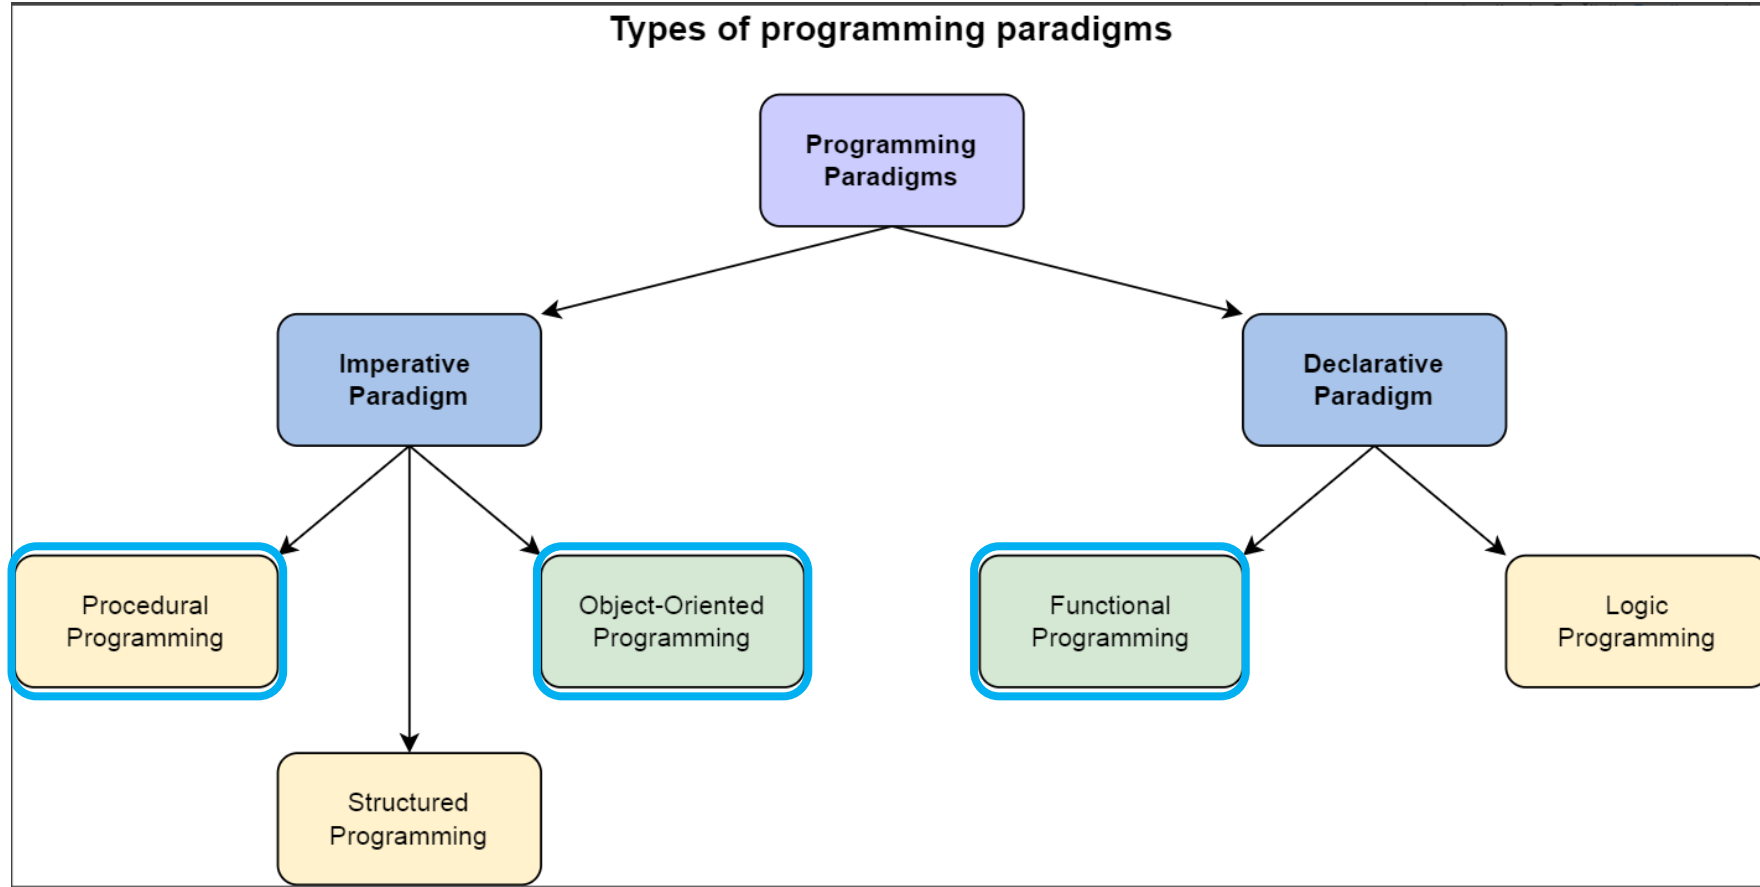 Types of programming paradigms
Programming
Paradigms
Imperative
Paradigm
Declarative
Paradigm
Procedural
Programming
Object-Oriented
Programming
Functional
Programming
Logic
Programming
Structured
Programming